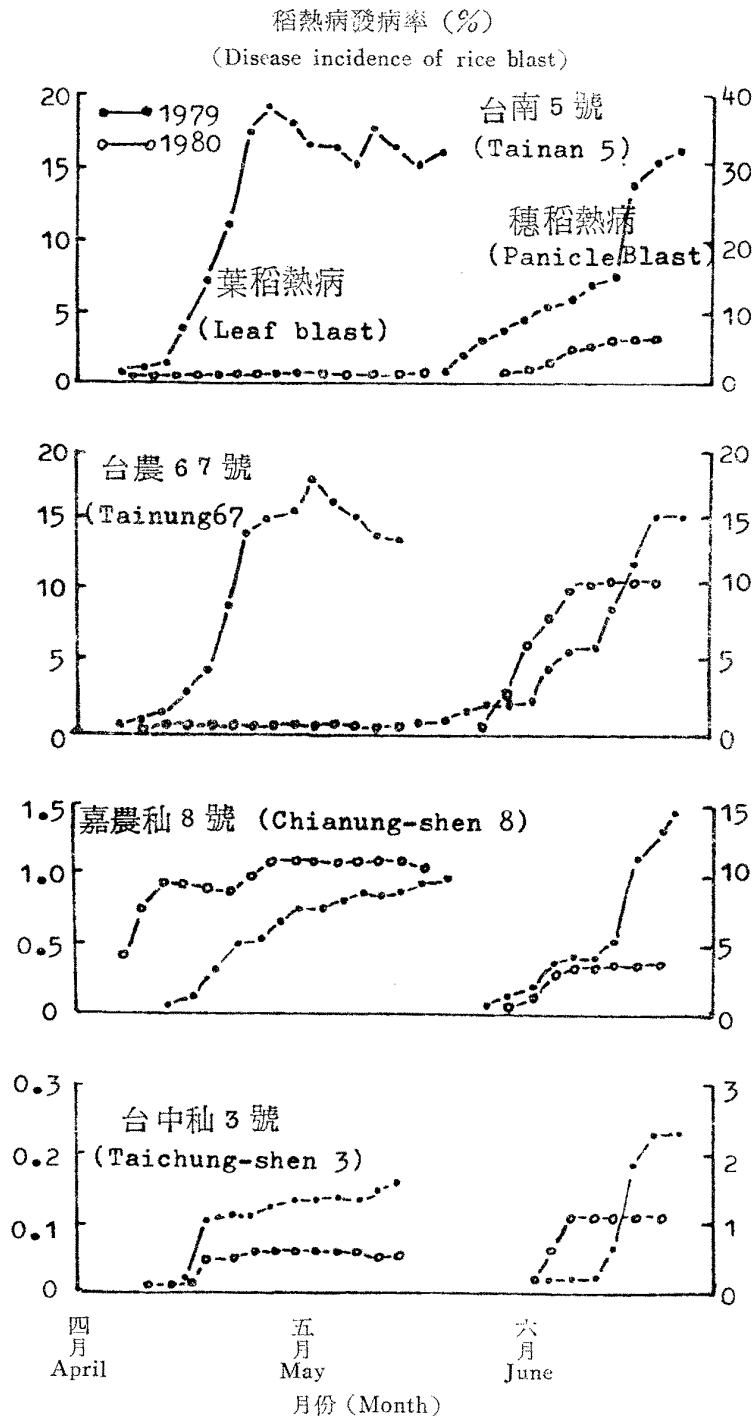 稻熱病發病率 (%)
(Disease incidence of rice blast)
20
15
10
5
0
1979
1980
台南5號
(Tainan 5)
葉稻熱病
(Leaf blast)
穗稻熱病
(Panicle Blast)
40
30
20
10
0
20
15
10
5
0
台農67號
(Tainung67
20
15
10
5
0
1.5
1.0
0.5
0
嘉農秈8號 (Chianung-shen 8)
15
10
5
0
0.3
0.2
0.1
0
台中秈3號
(Taichung-shen 3)
3
2
1
0
四月
April
五月
May
六月
June
月份 (Month)